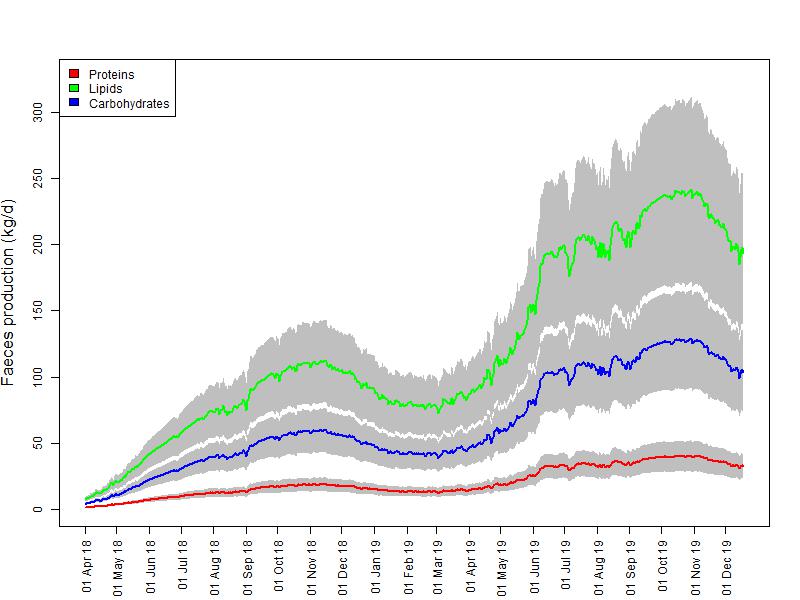 Proteins
Lipids
Carbohydrates
Faeces production (kg/d)
300
250
200
150
100
50
0
01 Apr 18
01 May 18
01 Jun 18
01 Jul 18
01 Aug 18
01 Sep 18
01 Oct 18
01 Nov 18
01 Dec 18
01 Jan 19
01 Feb 19
01 Mar 19
01 Apr 19
01 May 19
01 Jun 19
01 Jul 19
01 Aug 19
01 Sep 19
01 Oct 19
01 Nov 19
01 Dec 19